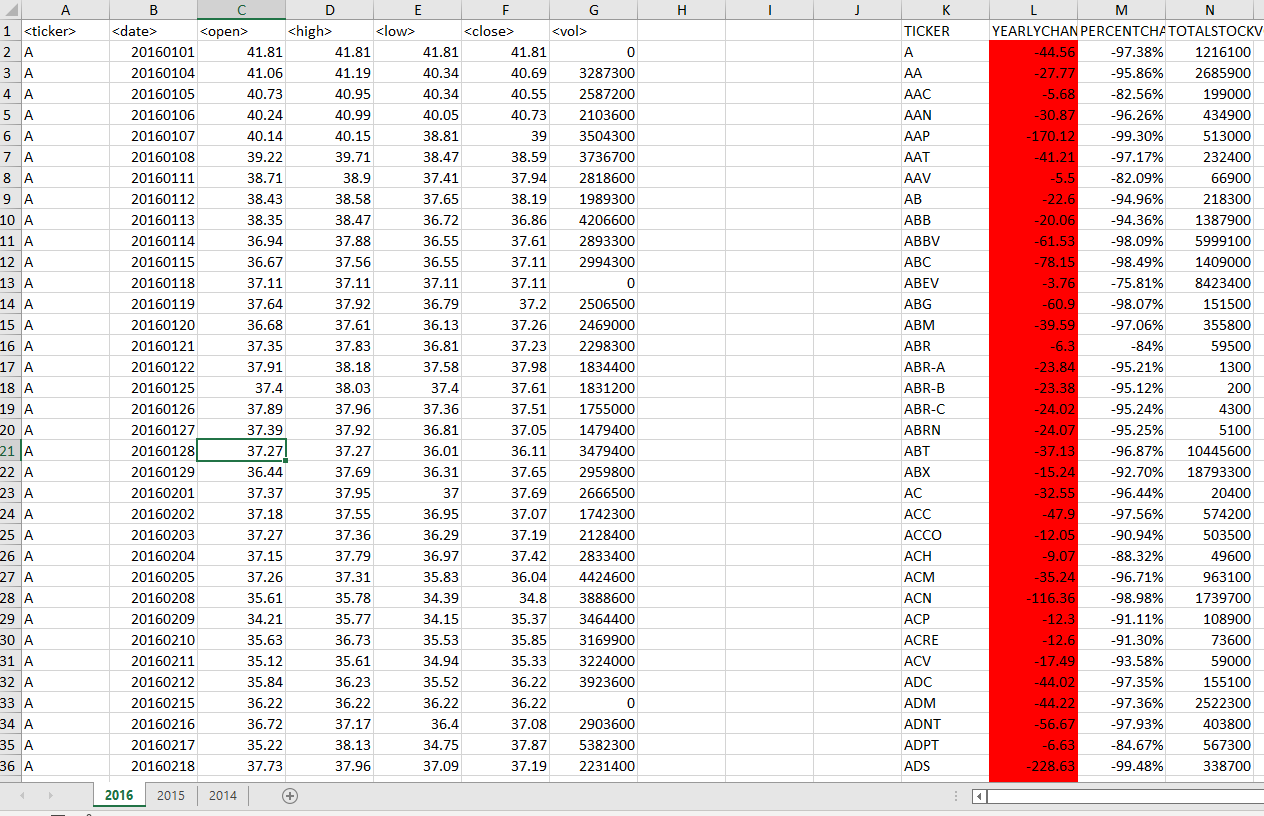 A B C D E F G H I J K L M N
1 <ticker> <date> <open> <high> <low> <close> <vol> TICKER YEARLYCHAN PERCENTCHA TOTALSTOCKV
2 A 20160101 41.81 41.81 41.81 41.81 0 A -44.56 -97.38% 1216100
3 A 20160104 41.06 41.19 40.34 40.69 3287300 AA -27.77 -95.86% 2685900
4 A 20160105 40.73 40.95 40.34 40.55 2587200 AAC -5.68 -82.56% 199000
5 A 20160106 40.24 40.99 40.05 40.73 2103600 AAN -30.87 -96.26% 434900
6 A 20160107 40.14 40.15 38.81 39 3504300 AAP -170.12 -99.30% 513000
7 A 20160108 39.22 39.71 38.47 38.59 3736700 AAT -41.21 -97.17% 232400
8 A 20160111 38.71 38.9 37.41 37.94 2818600 AAV -5.5 -82.09% 66900
9 A 20160112 38.43 38.58 37.65 38.19 1989300 AB -22.6 -94.96% 218300
10 A 20160113 38.35 38.47 36.72 36.86 4206600 ABB -20.06 -94.36% 1387900
11 A 20160114 36.94 37.88 36.55 37.61 2893300 ABBV -61.53 -98.09% 5999100
12 A 20160115 36.67 37.56 36.55 37.11 2994300 ABC -78.15 -98.49% 1409000
13 A 20160118 37.11 37.11 37.11 37.11 0 ABEV -3.76 -75.81% 8423400
14 A 20160119 37.64 37.92 36.79 37.2 2506500 ABG -60.9 -98.07% 151500
15 A 20160120 36.68 37.61 36.13 37.26 2469000 ABM -39.59 -97.06% 355800
16 A 20160121 37.35 37.83 36.81 37.23 2298300 ABR -6.3 -84% 59500
17 A 20160122 37.91 38.18 37.58 37.98 1834400 ABR-A -23.84 -95.21% 1300
18 A 20160125 37.4 38.03 37.4 37.61 1831200 ABR-B -23.38 -95.12% 200
19 A 20160126 37.89 37.96 37.36 37.51 1755000 ABR-C -24.02 -95.24% 4300
20 A 20160127 37.39 37.92 36.81 37.05 1479400 ABRN -24.07 -95.25% 5100
21 A 20160128 37.27 37.27 36.01 36.11 3479400 ABT -37.13 -96.87% 10445600
22 A 20160129 36.44 37.69 36.31 37.65 2959800 ABX -15.24 -92.70% 18793300
23 A 20160201 37.37 37.95 37 37.69 2666500 AC -32.55 -96.44% 20400
24 A 20160202 37.18 37.55 36.95 37.07 1742300 ACC -47.9 -97.56% 574200
25 A 20160203 37.27 37.36 36.29 37.19 2128400 ACCO -12.05 -90.94% 503500
26 A 20160204 37.15 37.79 36.97 37.42 2833400 ACH -9.07 -88.32% 49600
27 A 20160205 37.26 37.31 35.83 36.04 4424600 ACM -35.24 -96.71% 963100
28 A 20160208 35.61 35.78 34.39 34.8 3888600 ACN -116.36 -98.98% 1739700
29 A 20160209 34.21 35.77 34.15 35.37 3464400 ACP -12.3 -91.11% 108900
30 A 20160210 35.63 36.73 35.53 35.85 3169900 ACRE -12.6 -91.30% 73600
31 A 20160211 35.12 35.61 34.94 35.33 3224000 ACV -17.49 -93.58% 59000
32 A 20160212 35.84 36.23 35.52 36.22 3923600 ADC -44.02 -97.35% 155100
33 A 20160215 36.22 36.22 36.22 36.22 0 ADM -44.22 -97.36% 2522300
34 A 20160216 36.72 37.17 36.4 37.08 2903600 ADNT -56.67 -97.93% 403800
35 A 20160217 35.22 38.13 34.75 37.87 5382300 ADPT -6.63 -84.67% 567300
36 A 20160218 37.73 37.96 37.09 37.19 2231400 ADS -228.63 -99.48% 338700
2016 2015 2014